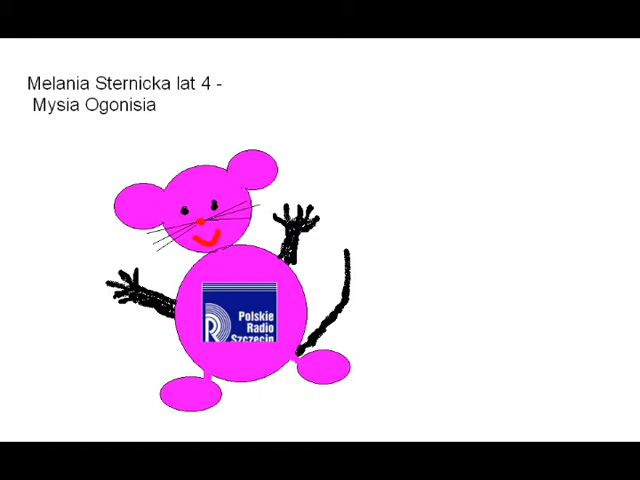 Melania Sternicka lat 4 -
Mysia Ogonisia
Polskie
Radio
Szczecin